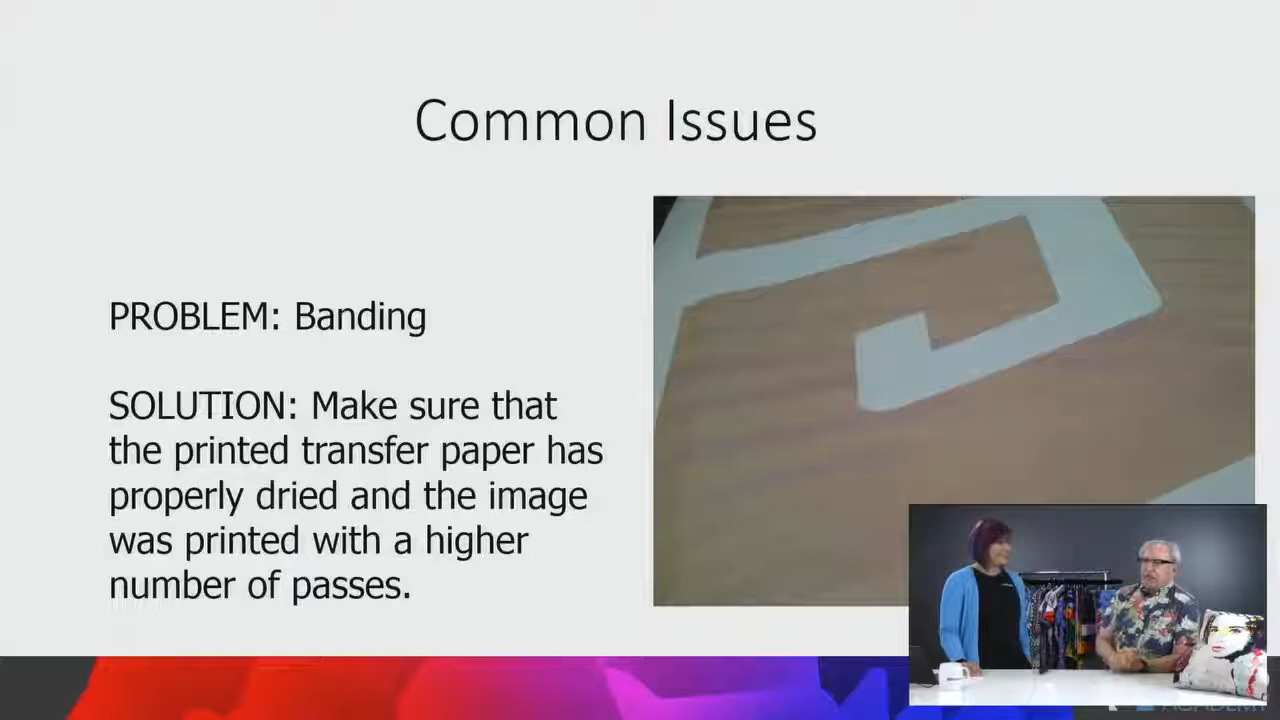 Common Issues
PROBLEM: Banding
SOLUTION: Make sure that
the printed transfer paper has
properly dried and the image
was printed with a higher
number of passes.
ACADEMY